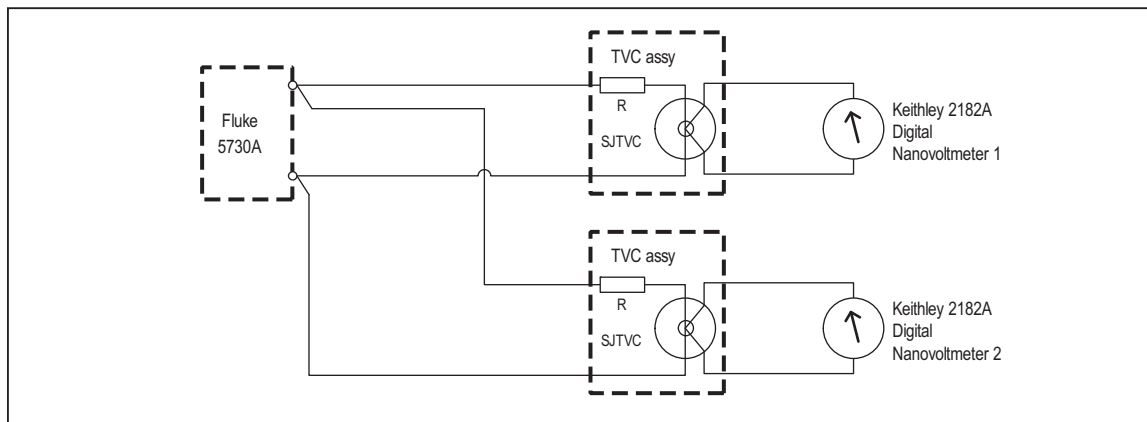 Fluke
5730A
TVC assy
R
SJTVC
Keithley 2182A
Digital
Nanovoltmeter 1
TVC assy
R
SJTVC
Keithley 2182A
Digital
Nanovoltmeter 2